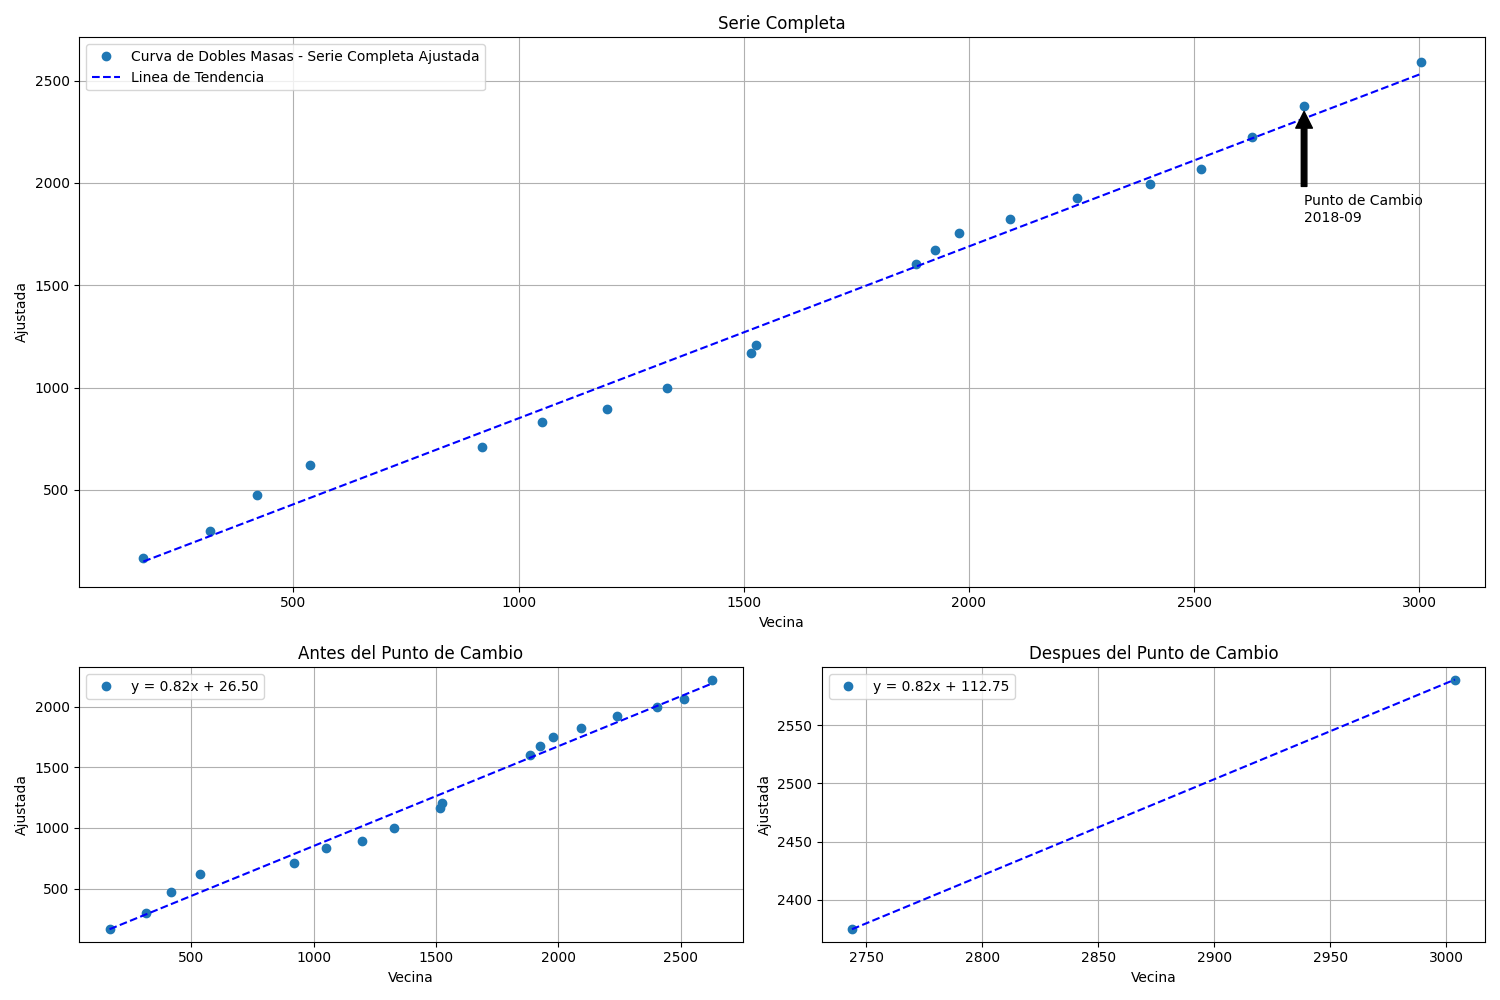 Serie Completa
Curva de Dobles Masas - Serie Completa Ajustada
Linea de Tendencia
2500
2000
1500
1000
500
Ajustada
Punto de Cambio
2018-09
500 1000 1500 2000 2500 3000
Vecina
Antes del Punto de Cambio
y = 0.82x + 26.50
2000
1500
1000
500
Ajustada
500 1000 1500 2000 2500
Vecina
Despues del Punto de Cambio
y = 0.82x + 112.75
2550
2500
2450
2400
Ajustada
2750 2800 2850 2900 2950 3000
Vecina